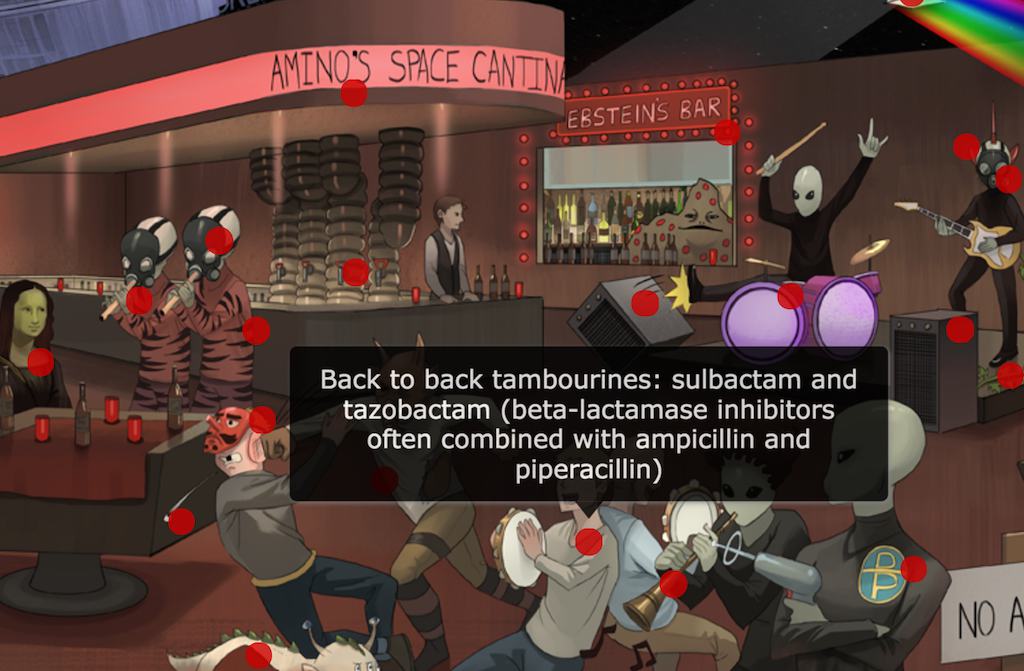 AMINO'S SPACE CANTINA
EBSTEIN'S BAR
Back to back tambourines: sulbactam and
tazobactam (beta-lactamase inhibitors
often combined with ampicillin and
piperacillin)
NO A